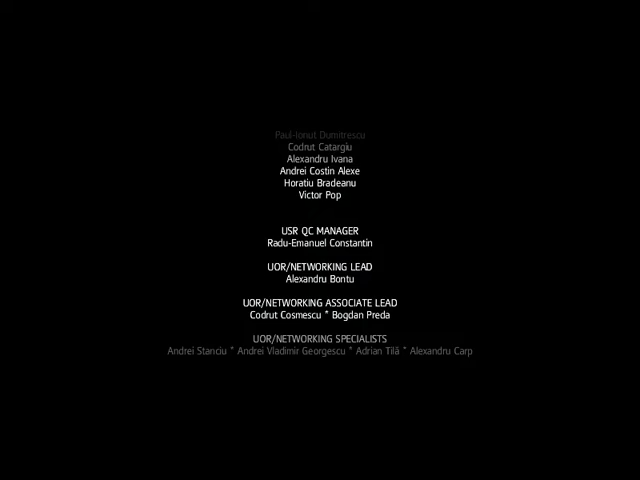 Paul-Ionut Dumitrescu
Codrut Catargiu
Alexandru Ivana
Andrei Costin Alexe
Horatiu Bradeanu
Victor Pop
USR QC MANAGER
Radu-Emanuel Constantin
UOR/NETWORKING LEAD
Alexandru Bontu
UOR/NETWORKING ASSOCIATE LEAD
Codrut Cosmescu * Bogdan Preda
UOR/NETWORKING SPECIALISTS
Andrei Stanciu * Andrei Vladimir Georgescu * Adrian Tilă * Alexandru Carp